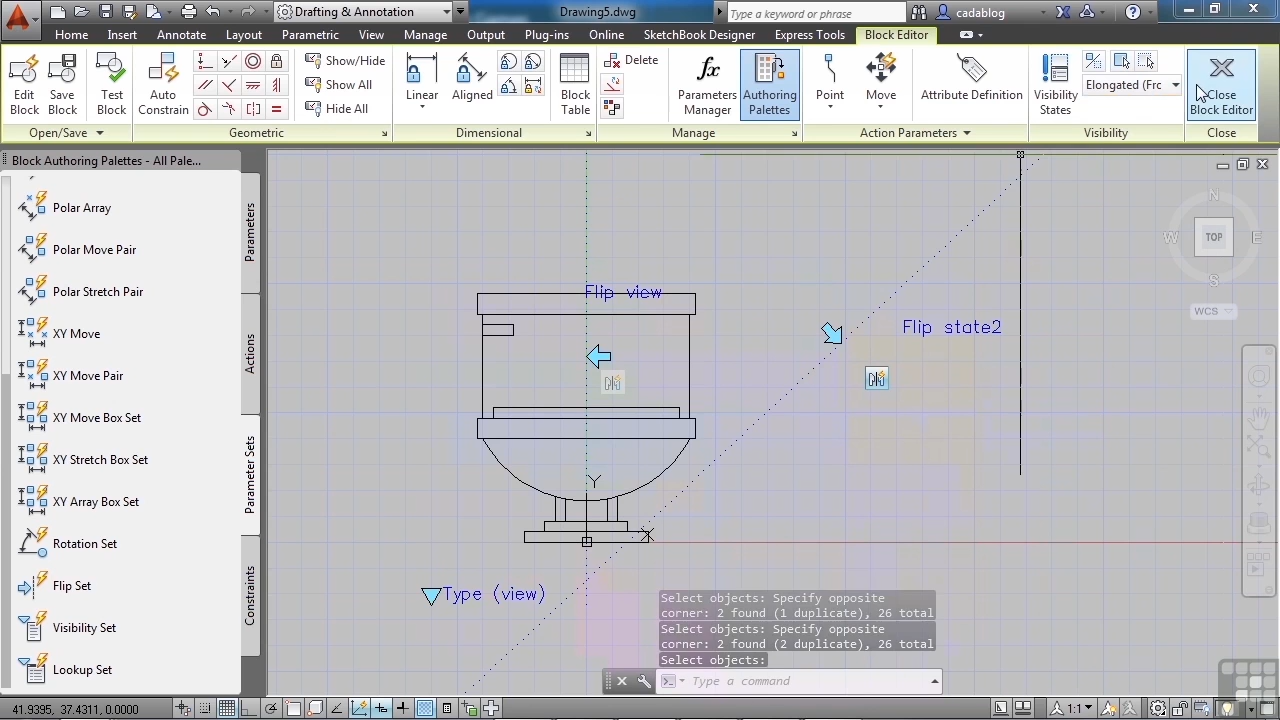 Drafting & Annotation
Drawing5.dwg
Type a keyword or phrase
cadablog
Home Insert Annotate Layout Parametric View Manage Output Plug-ins Online SketchBook Designer Express Tools Block Editor
Edit Block
Save Block
Test Block
Auto Constrain
Show/Hide
Show All
Hide All
Linear
Aligned
Block Table
Delete
Parameters Manager
Authoring Palettes
Point
Move
Attribute Definition
Visibility States
Elongated (Frc
Close Block Editor
Open/Save
Geometric
Dimensional
Manage
Action Parameters
Visibility
Close
Block Authoring Palettes - All Pale...
Polar Array
Polar Move Pair
Polar Stretch Pair
XY Move
XY Move Pair
XY Move Box Set
XY Stretch Box Set
XY Array Box Set
Rotation Set
Flip Set
Visibility Set
Lookup Set
Parameters
Actions
Parameter Sets
Constraints
Flip view
Flip state2
Type (view)
Y
X
N
W
TOP
E
S
WCS
Select objects: Specify opposite
corner: 2 found (1 duplicate), 26 total
Select objects: Specify opposite
corner: 2 found (2 duplicate), 26 total
Select objects:
Type a command
41.9395, 37.4311, 0.0000
1:1